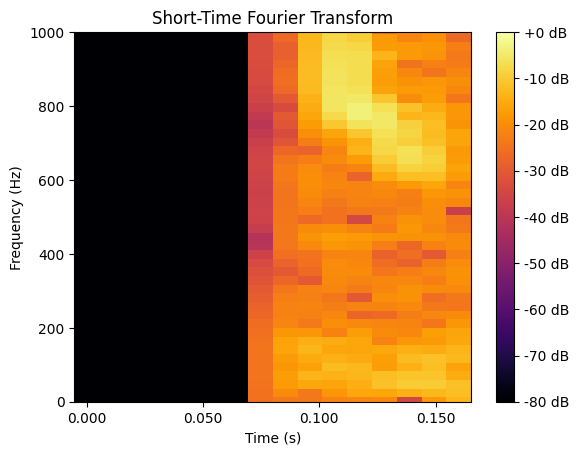 Short-Time Fourier Transform
1000
800
600
400
200
0
Frequency (Hz)
0.000
0.050
0.100
0.150
Time (s)
+0 dB
-10 dB
-20 dB
-30 dB
-40 dB
-50 dB
-60 dB
-70 dB
-80 dB